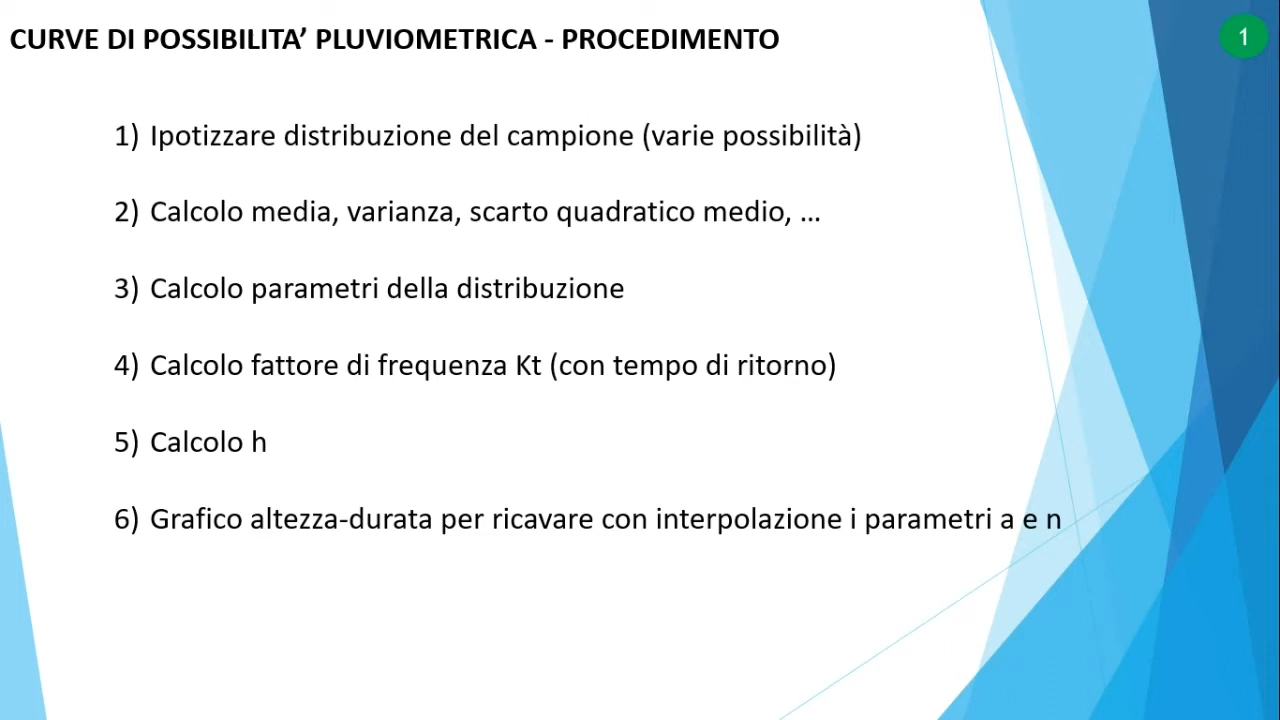 CURVE DI POSSIBILITA’ PLUVIOMETRICA - PROCEDIMENTO
1
1) Ipotizzare distribuzione del campione (varie possibilità)
2) Calcolo media, varianza, scarto quadratico medio, …
3) Calcolo parametri della distribuzione
4) Calcolo fattore di frequenza Kt (con tempo di ritorno)
5) Calcolo h
6) Grafico altezza-durata per ricavare con interpolazione i parametri a e n